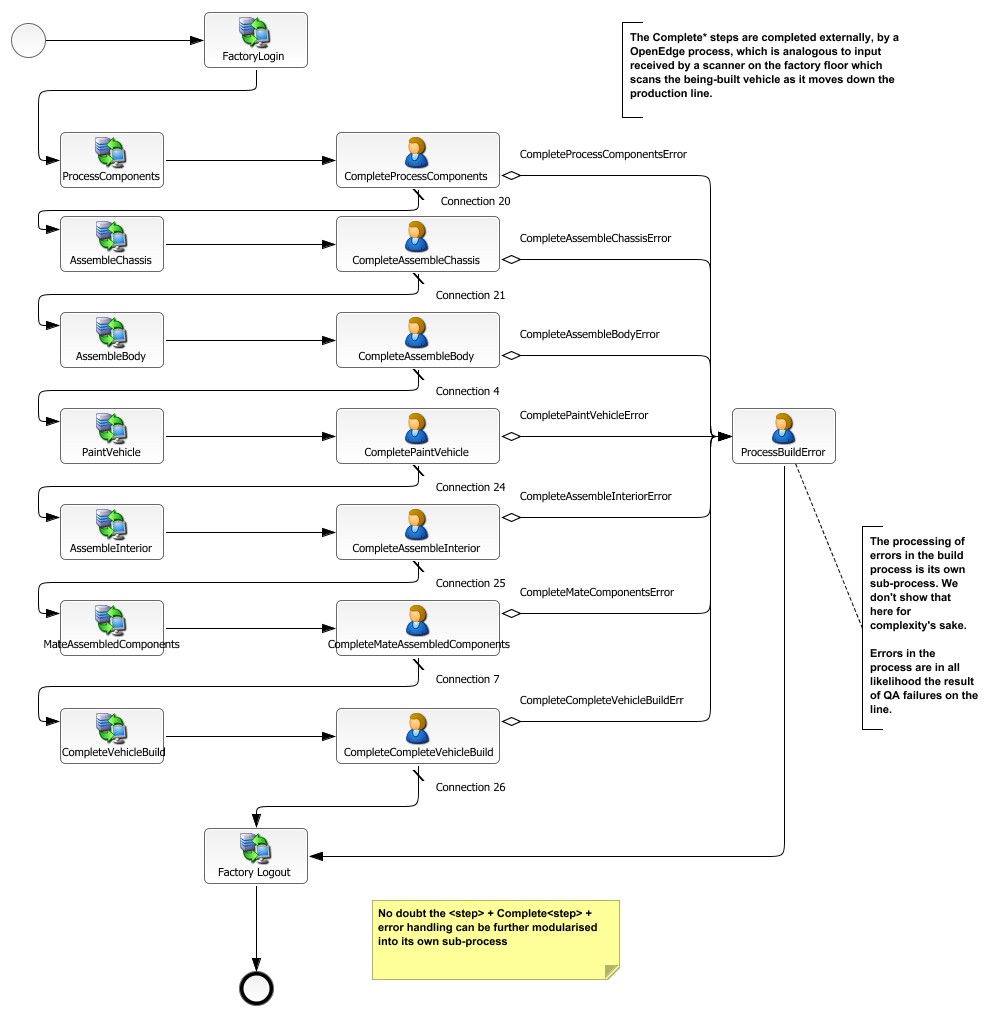 FactoryLogin
The Complete* steps are completed externally, by a
OpenEdge process, which is analogous to input
received by a scanner on the factory floor which
scans the being-built vehicle as it moves down the
production line.
ProcessComponents
CompleteProcessComponents
CompleteProcessComponentsError
Connection 20
AssembleChassis
CompleteAssembleChassis
CompleteAssembleChassisError
Connection 21
AssembleBody
CompleteAssembleBody
CompleteAssembleBodyError
Connection 4
PaintVehicle
CompletePaintVehicle
CompletePaintVehicleError
ProcessBuildError
Connection 24
AssembleInterior
CompleteAssembleInterior
CompleteAssembleInteriorError
Connection 25
The processing of
errors in the build
process is its own
sub-process. We
don't show that
here for
complexity's sake.
Errors in the
process are in all
likelihood the result
of QA failures on the
line.
MateAssembledComponents
CompleteMateAssembledComponents
CompleteMateComponentsError
Connection 7
CompleteVehicleBuild
CompleteCompleteVehicleBuild
CompleteCompleteVehicleBuildErr
Connection 26
Factory Logout
No doubt the <step> + Complete<step> +
error handling can be further modularised
into its own sub-process